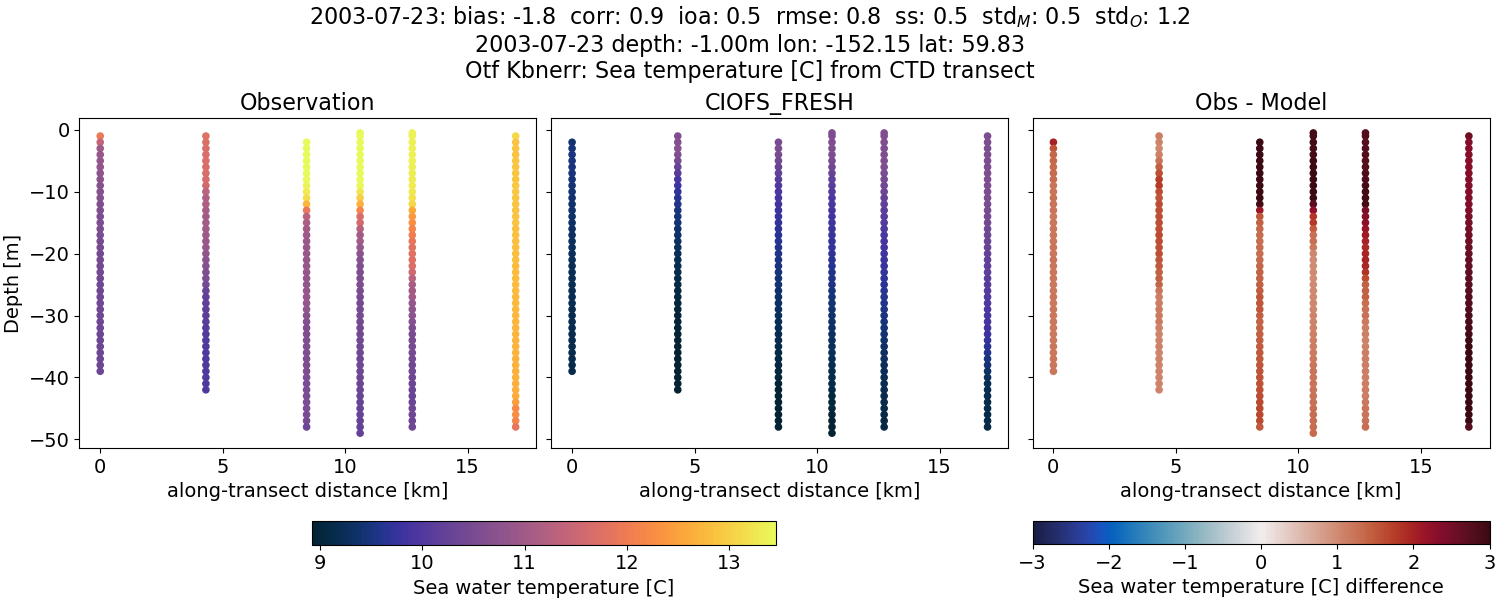 2003-07-23: bias: -1.8  corr: 0.9  ioa: 0.5  rmse: 0.8  ss: 0.5  std_M: 0.5  std_O: 1.2
2003-07-23 depth: -1.00m lon: -152.15 lat: 59.83
Otf Kbnerr: Sea temperature [C] from CTD transect
Observation
CIOFS_FRESH
Obs - Model
Depth [m]
0
−10
−20
−30
−40
−50
0 5 10 15
0 5 10 15
0 5 10 15
along-transect distance [km]
along-transect distance [km]
along-transect distance [km]
9 10 11 12 13
Sea water temperature [C]
−3 −2 −1 0 1 2 3
Sea water temperature [C] difference